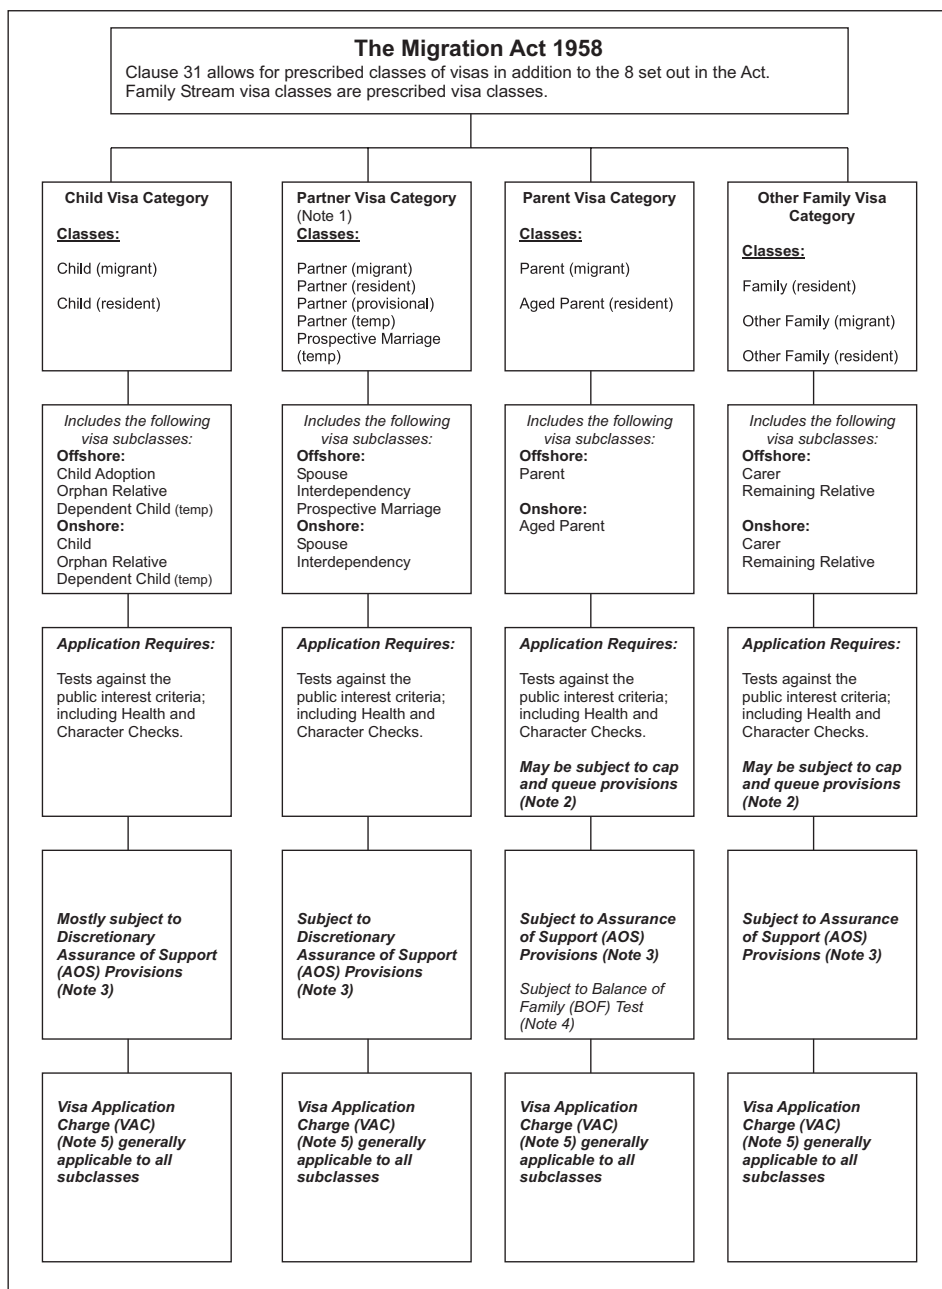 The Migration Act 1958
Clause 31 allows for prescribed classes of visas in addition to the 8 set out in the Act.
Family Stream visa classes are prescribed visa classes.
Child Visa Category
Classes:
Child (migrant)
Child (resident)
Partner Visa Category
(Note 1)
Classes:
Partner (migrant)
Partner (resident)
Partner (provisional)
Partner (temp)
Prospective Marriage
(temp)
Parent Visa Category
Classes:
Parent (migrant)
Aged Parent (resident)
Other Family Visa
Category
Classes:
Family (resident)
Other Family (migrant)
Other Family (resident)
Includes the following
visa subclasses:
Offshore:
Child Adoption
Orphan Relative
Dependent Child (temp)
Onshore:
Child
Orphan Relative
Dependent Child (temp)
Includes the following
visa subclasses:
Offshore:
Spouse
Interdependency
Prospective Marriage
Onshore:
Spouse
Interdependency
Includes the following
visa subclasses:
Offshore:
Parent
Onshore:
Aged Parent
Includes the following
visa subclasses:
Offshore:
Carer
Remaining Relative
Onshore:
Carer
Remaining Relative
Application Requires:
Tests against the
public interest criteria;
including Health and
Character Checks.
Application Requires:
Tests against the
public interest criteria;
including Health and
Character Checks.
Application Requires:
Tests against the
public interest criteria;
including Health and
Character Checks.
May be subject to cap
and queue provisions
(Note 2)
Application Requires:
Tests against the
public interest criteria;
including Health and
Character Checks.
May be subject to cap
and queue provisions
(Note 2)
Mostly subject to
Discretionary
Assurance of Support
(AOS) Provisions
(Note 3)
Subject to
Discretionary
Assurance of Support
(AOS) Provisions
(Note 3)
Subject to Assurance
of Support (AOS)
Provisions (Note 3)
Subject to Balance of
Family (BOF) Test
(Note 4)
Subject to Assurance
of Support (AOS)
Provisions (Note 3)
Visa Application
Charge (VAC)
(Note 5) generally
applicable to all
subclasses
Visa Application
Charge (VAC)
(Note 5) generally
applicable to all
subclasses
Visa Application
Charge (VAC)
(Note 5) generally
applicable to all
subclasses
Visa Application
Charge (VAC)
(Note 5) generally
applicable to all
subclasses